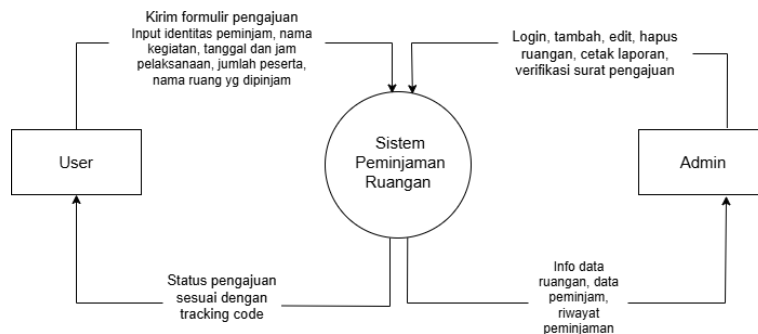 Kirim formulir pengajuan
Input identitas peminjam, nama
kegiatan, tanggal dan jam
pelaksanaan, jumlah peserta,
nama ruang yg dipinjam
Login, tambah, edit, hapus
ruangan, cetak laporan,
verifikasi surat pengajuan
User
Sistem
Peminjaman
Ruangan
Admin
Status pengajuan
sesuai dengan
tracking code
Info data
ruangan, data
peminjam,
riwayat
peminjaman